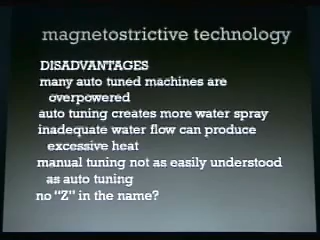 magnetostrictive technology
DISADVANTAGES
many auto tuned machines are
overpowered
auto tuning creates more water spray
inadequate water flow can produce
excessive heat
manual tuning not as easily understood
as auto tuning
no "Z" in the name?